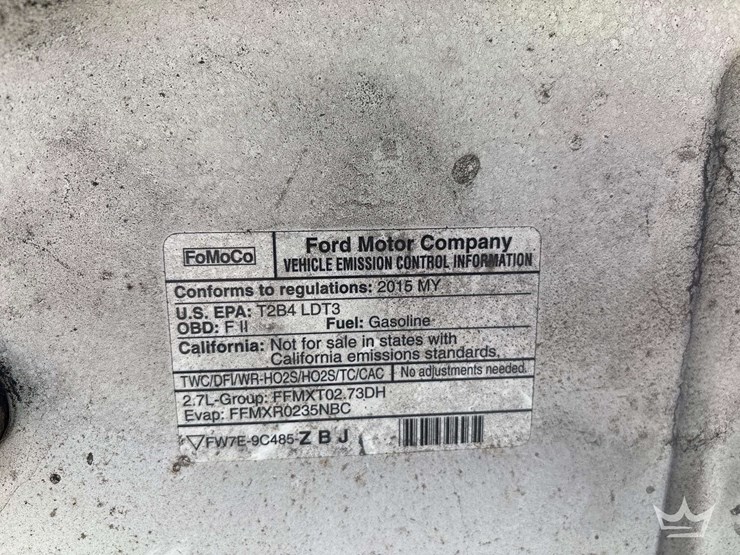 FoMoCo
Ford Motor Company
VEHICLE EMISSION CONTROL INFORMATION
Conforms to regulations: 2015 MY
U.S. EPA: T2B4 LDT3
OBD: F II Fuel: Gasoline
California: Not for sale in states with
California emissions standards.
TWC/DFI/WR-HO2S/HO2S/TC/CAC No adjustments needed.
2.7L-Group: FFMXT02.73DH
Evap: FFMXR0235NBC
FW7E-9C485-Z B J